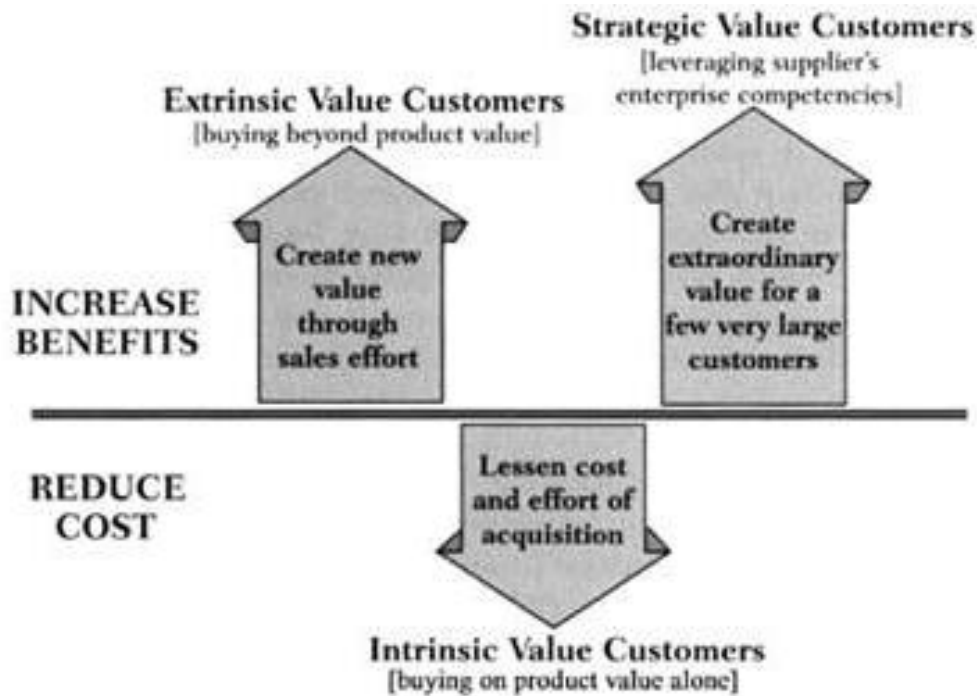 Strategic Value Customers
[leveraging supplier's
enterprise competencies]
Extrinsic Value Customers
[buying beyond product value]
Create new
value
through
sales effort
Create
extraordinary
value for a
few very large
customers
INCREASE
BENEFITS
REDUCE
COST
Lessen cost
and effort of
acquisition
Intrinsic Value Customers
[buying on product value alone]